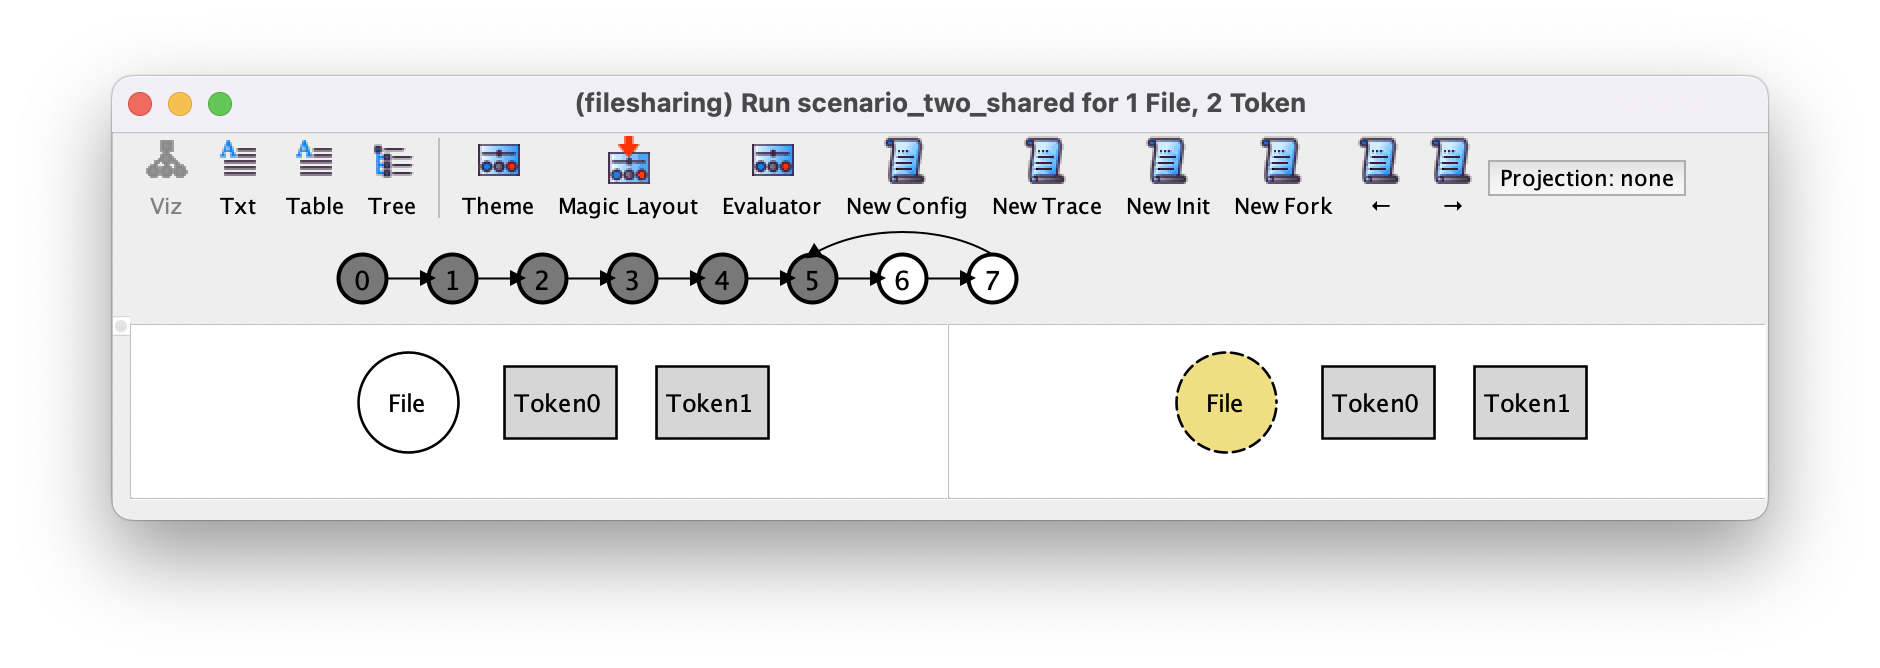 (filesharing) Run scenario_two_shared for 1 File, 2 Token
Viz Txt Table Tree Theme Magic Layout Evaluator New Config New Trace New Init New Fork ← → Projection: none
0 1 2 3 4 5 6 7
File Token0 Token1 File Token0 Token1